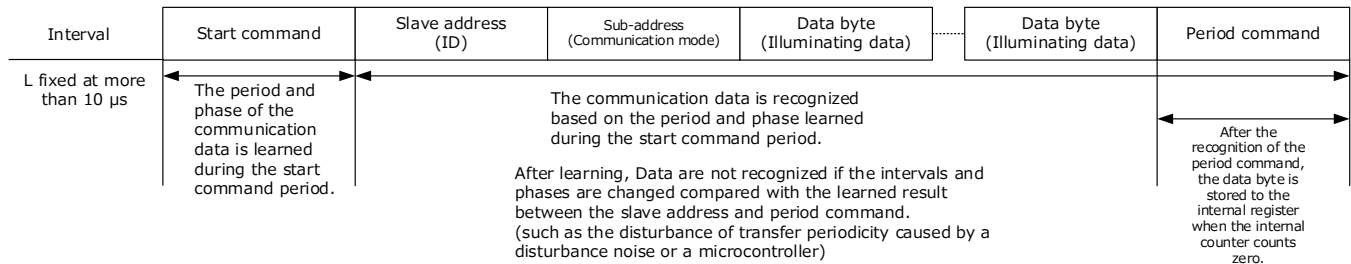 Interval
Start command
Slave address
(ID)
Sub-address
(Communication mode)
Data byte
(Illuminating data)
Data byte
(Illuminating data)
Period command
L fixed at more
than 10 µs
The period and
phase of the
communication
data is learned
during the start
command period.
The communication data is recognized
based on the period and phase learned
during the start command period.
After learning, Data are not recognized if the intervals and
phases are changed compared with the learned result
between the slave address and period command.
(such as the disturbance of transfer periodicity caused by a
disturbance noise or a microcontroller)
After the
recognition of the
period command,
the data byte is
stored to the
internal register
when the internal
counter counts
zero.